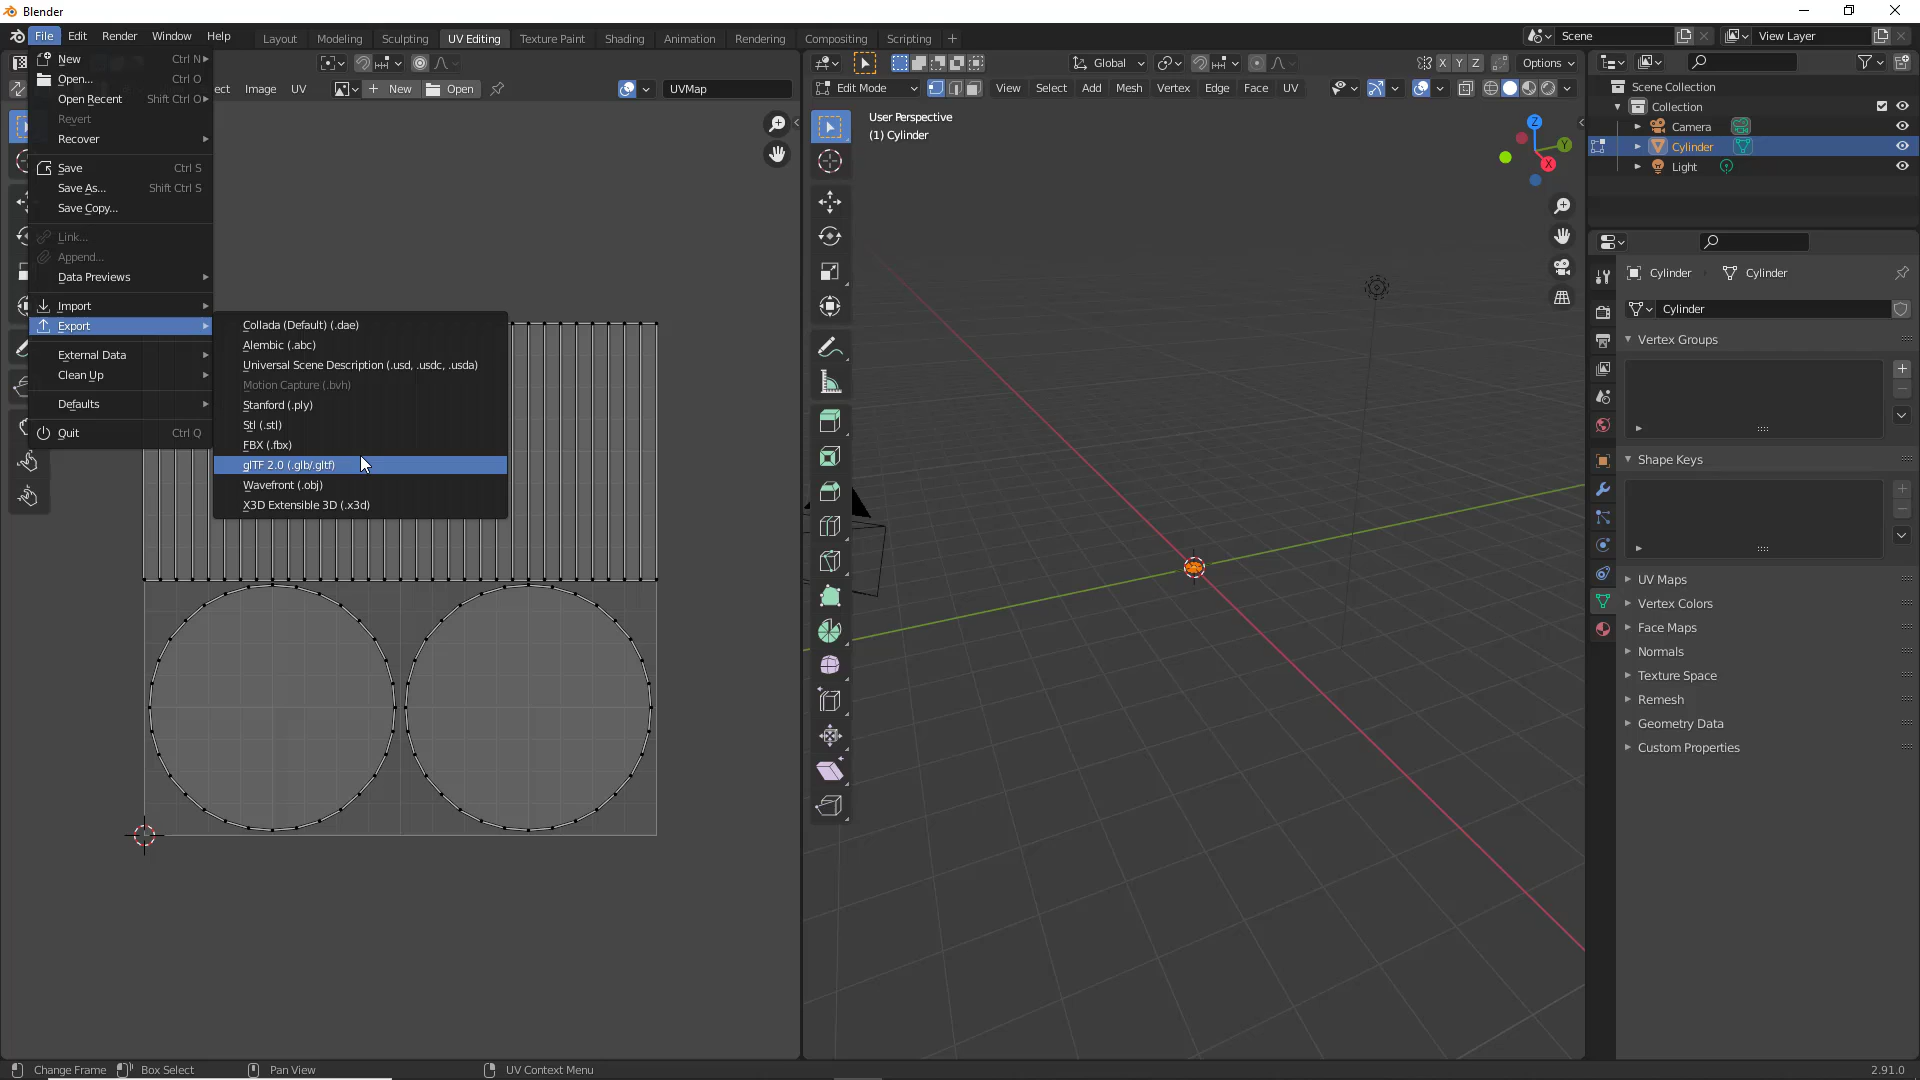 Blender
File Edit Render Window Help Layout Modeling Sculpting UV Editing Texture Paint Shading Animation Rendering Compositing Scripting + Scene View Layer
New Ctrl N
Open... Ctrl O
Open Recent Shift Ctrl O
Revert
Recover
Save Ctrl S
Save As... Shift Ctrl S
Save Copy...
Link...
Append...
Data Previews
Import
Export
External Data
Clean Up
Defaults
Quit Ctrl Q
Collada (Default) (.dae)
Alembic (.abc)
Universal Scene Description (.usd, .usdc, .usda)
Motion Capture (.bvh)
Stanford (.ply)
Stl (.stl)
FBX (.fbx)
glTF 2.0 (.glb/.gltf)
Wavefront (.obj)
X3D Extensible 3D (.x3d)
ect Image UV + New Open UVMap
Global X Y Z Options
Edit Mode View Select Add Mesh Vertex Edge Face UV
User Perspective
(1) Cylinder
Z
Y
X
Scene Collection
Collection
Camera
Cylinder
Light
Cylinder Cylinder
Cylinder
Vertex Groups
Shape Keys
UV Maps
Vertex Colors
Face Maps
Normals
Texture Space
Remesh
Geometry Data
Custom Properties
Change Frame Box Select Pan View UV Context Menu 2.91.0